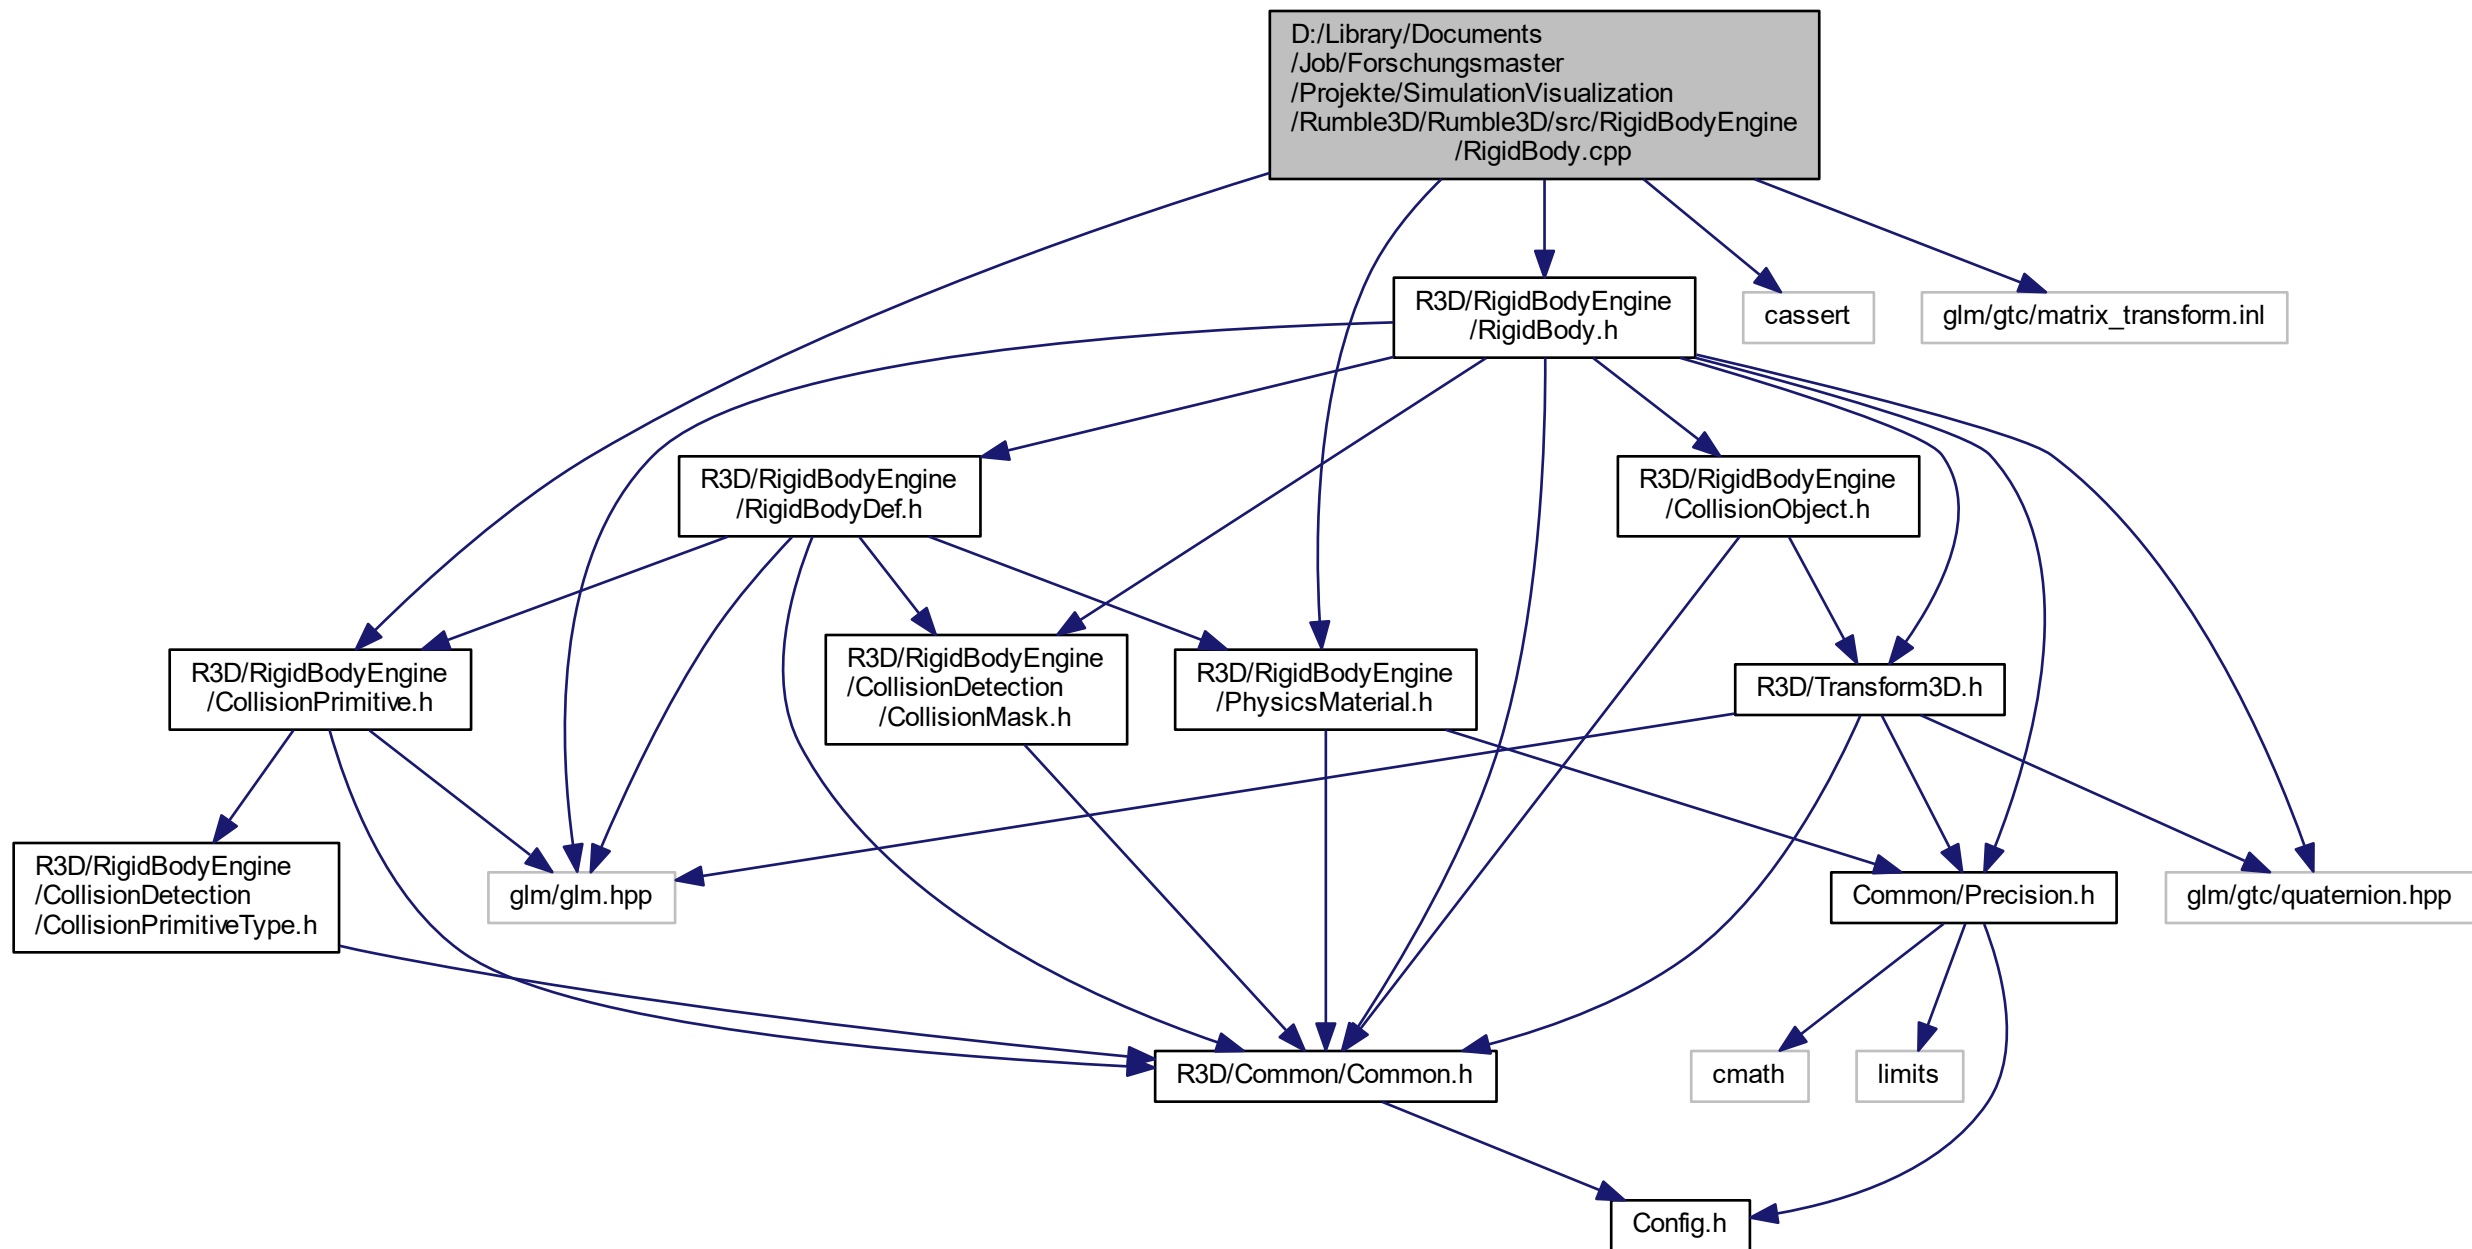 D:/Library/Documents
/Job/Forschungsmaster
/Projekte/SimulationVisualization
/Rumble3D/Rumble3D/src/RigidBodyEngine
/RigidBody.cpp
R3D/RigidBodyEngine
/RigidBody.h
cassert
glm/gtc/matrix_transform.inl
R3D/RigidBodyEngine
/RigidBodyDef.h
R3D/RigidBodyEngine
/CollisionObject.h
R3D/RigidBodyEngine
/CollisionPrimitive.h
R3D/RigidBodyEngine
/CollisionDetection
/CollisionMask.h
R3D/RigidBodyEngine
/PhysicsMaterial.h
R3D/Transform3D.h
R3D/RigidBodyEngine
/CollisionDetection
/CollisionPrimitiveType.h
glm/glm.hpp
Common/Precision.h
glm/gtc/quaternion.hpp
R3D/Common/Common.h
cmath
limits
Config.h